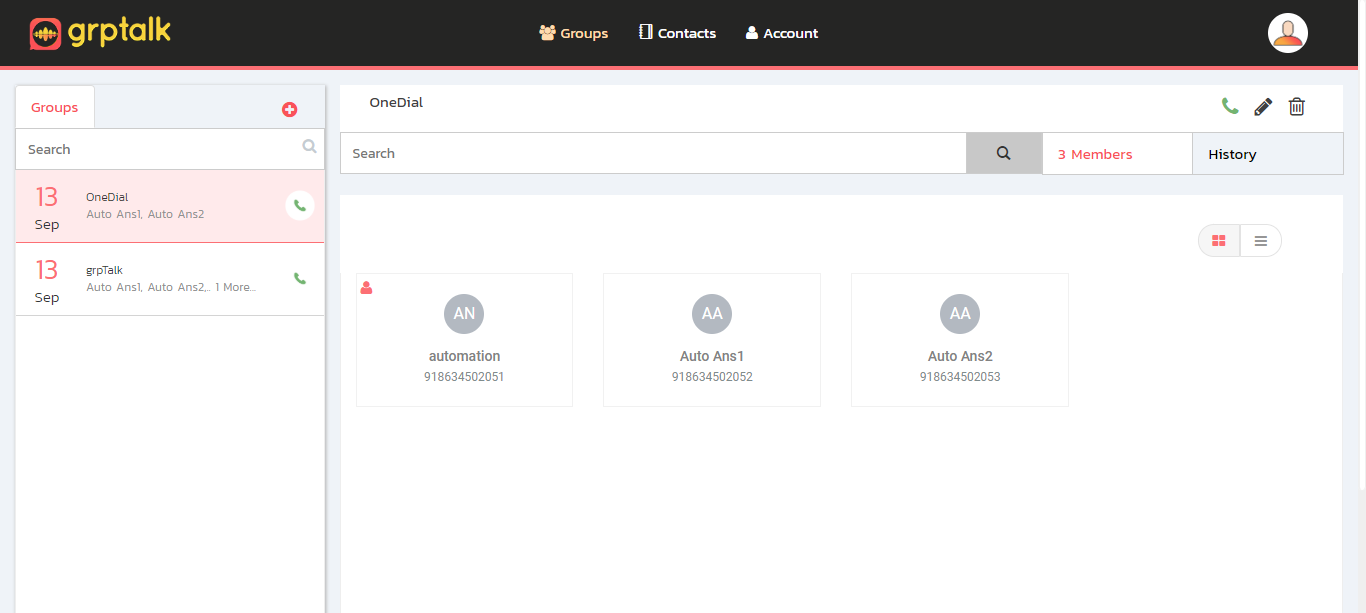 grptalk
Groups Contacts Account
Groups
Search
13
Sep
OneDial
Auto Ans1, Auto Ans2
13
Sep
grpTalk
Auto Ans1, Auto Ans2,.. 1 More...
OneDial
Search
3 Members
History
AN
automation
918634502051
AA
Auto Ans1
918634502052
AA
Auto Ans2
918634502053